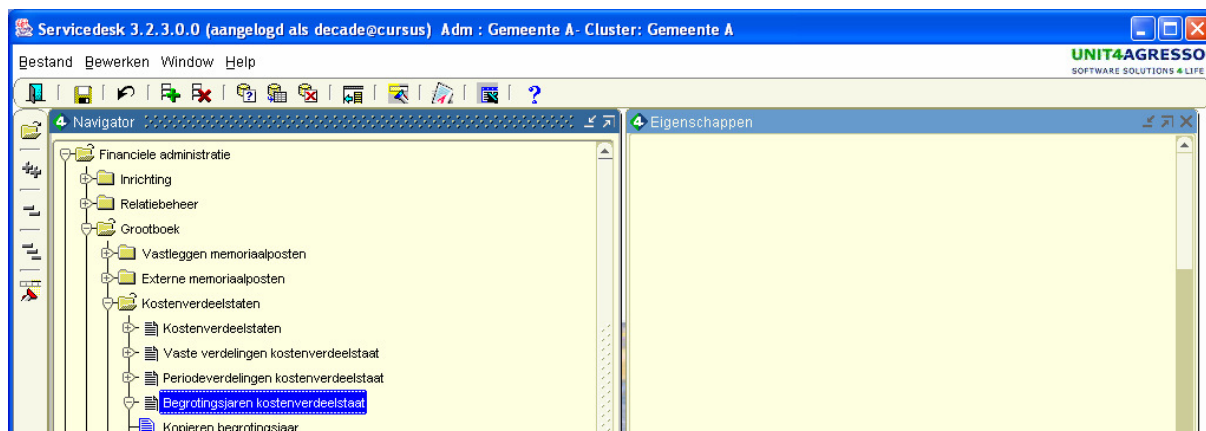 Servicedesk 3.2.3.0.0 (aangelogd als decade@cursus) Adm : Gemeente A- Cluster: Gemeente A
Bestand Bewerken Window Help
UNIT4AGRESSO
SOFTWARE SOLUTIONS 4 LIFE
4 Navigator
4 Eigenschappen
Financiele administratie
Inrichting
Relatiebeheer
Grootboek
Vastleggen memoriaalposten
Externe memoriaalposten
Kostenverdeelstaten
Kostenverdeelstaten
Vaste verdelingen kostenverdeelstaat
Periodeverdelingen kostenverdeelstaat
Begrotingsjaren kostenverdeelstaat
Kopieren begrotingsjaar